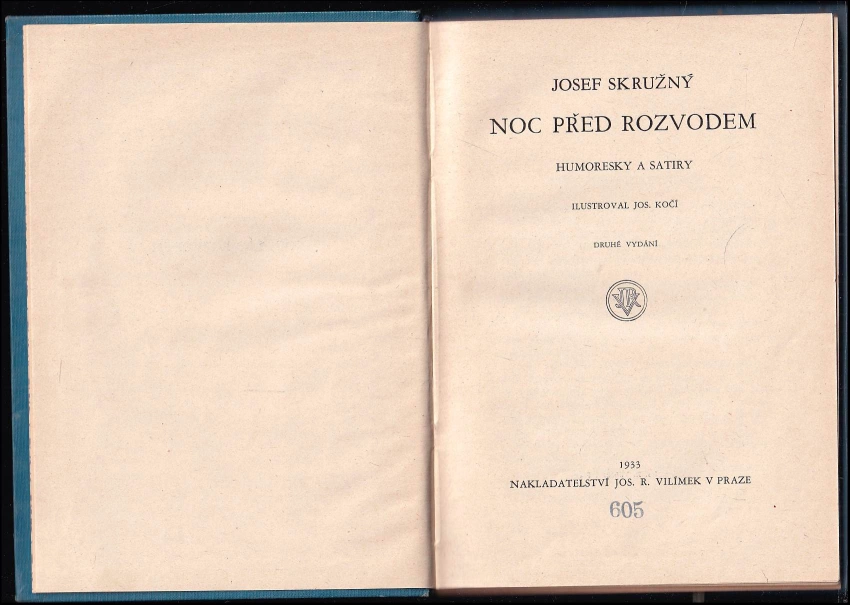 JOSEF SKRUŽNÝ
NOC PŘED ROZVODEM
HUMORESKY A SATIRY
ILUSTROVAL JOS. KOČÍ
DRUHÉ VYDÁNÍ
1933
NAKLADATELSTVÍ JOS. R. VILÍMEK V PRAZE
605